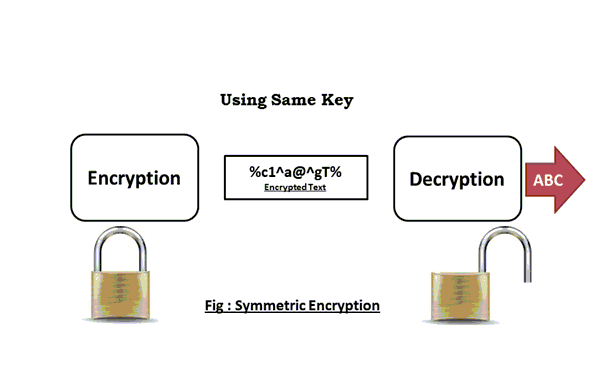 Using Same Key
Encryption
%c1^a@^gT%
Encrypted Text
Decryption
ABC
Fig : Symmetric Encryption